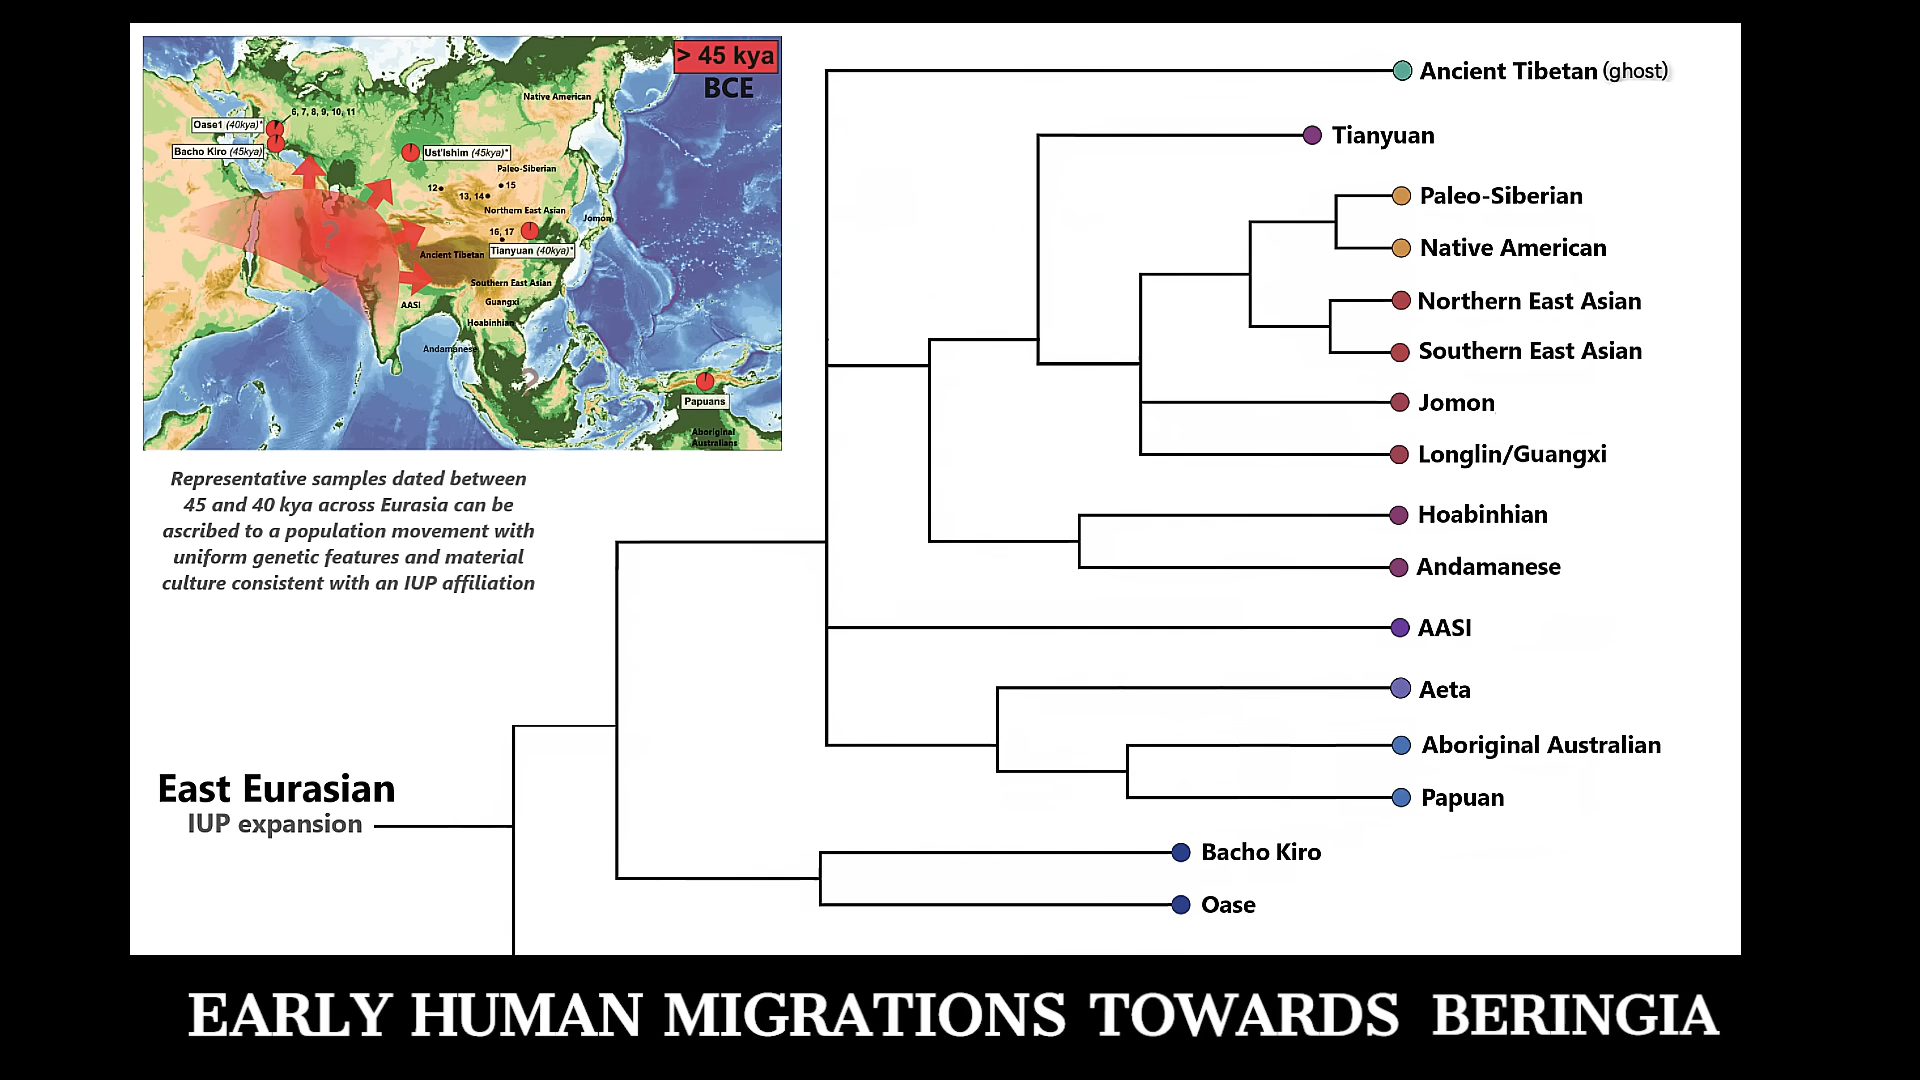 > 45 kya
BCE
Native American
6, 7, 8, 9, 10, 11
Oase1 (40kya)*
Bacho Kiro (45kya)
Ust'Ishim (45kya)*
Paleo-Siberian
12
13, 14
15
Northern East Asian
Jomon
16, 17
Tianyuan (40kya)*
Ancient Tibetan
?
Southern East Asian
Guangxi
AASI
Hoabinhian
Andamanese
?
Papuans
Aboriginal
Australians
Representative samples dated between
45 and 40 kya across Eurasia can be
ascribed to a population movement with
uniform genetic features and material
culture consistent with an IUP affiliation
East Eurasian
IUP expansion
Ancient Tibetan (ghost)
Tianyuan
Paleo-Siberian
Native American
Northern East Asian
Southern East Asian
Jomon
Longlin/Guangxi
Hoabinhian
Andamanese
AASI
Aeta
Aboriginal Australian
Papuan
Bacho Kiro
Oase
EARLY HUMAN MIGRATIONS TOWARDS BERINGIA